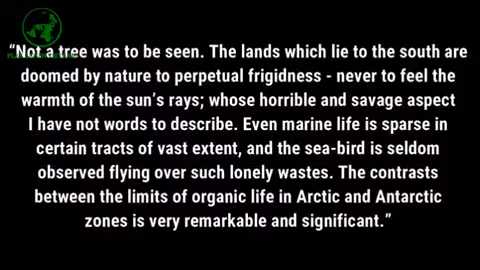 “Not a tree was to be seen. The lands which lie to the south are
doomed by nature to perpetual frigidness - never to feel the
warmth of the sun’s rays; whose horrible and savage aspect
I have not words to describe. Even marine life is sparse in
certain tracts of vast extent, and the sea-bird is seldom
observed flying over such lonely wastes. The contrasts
between the limits of organic life in Arctic and Antarctic
zones is very remarkable and significant.”